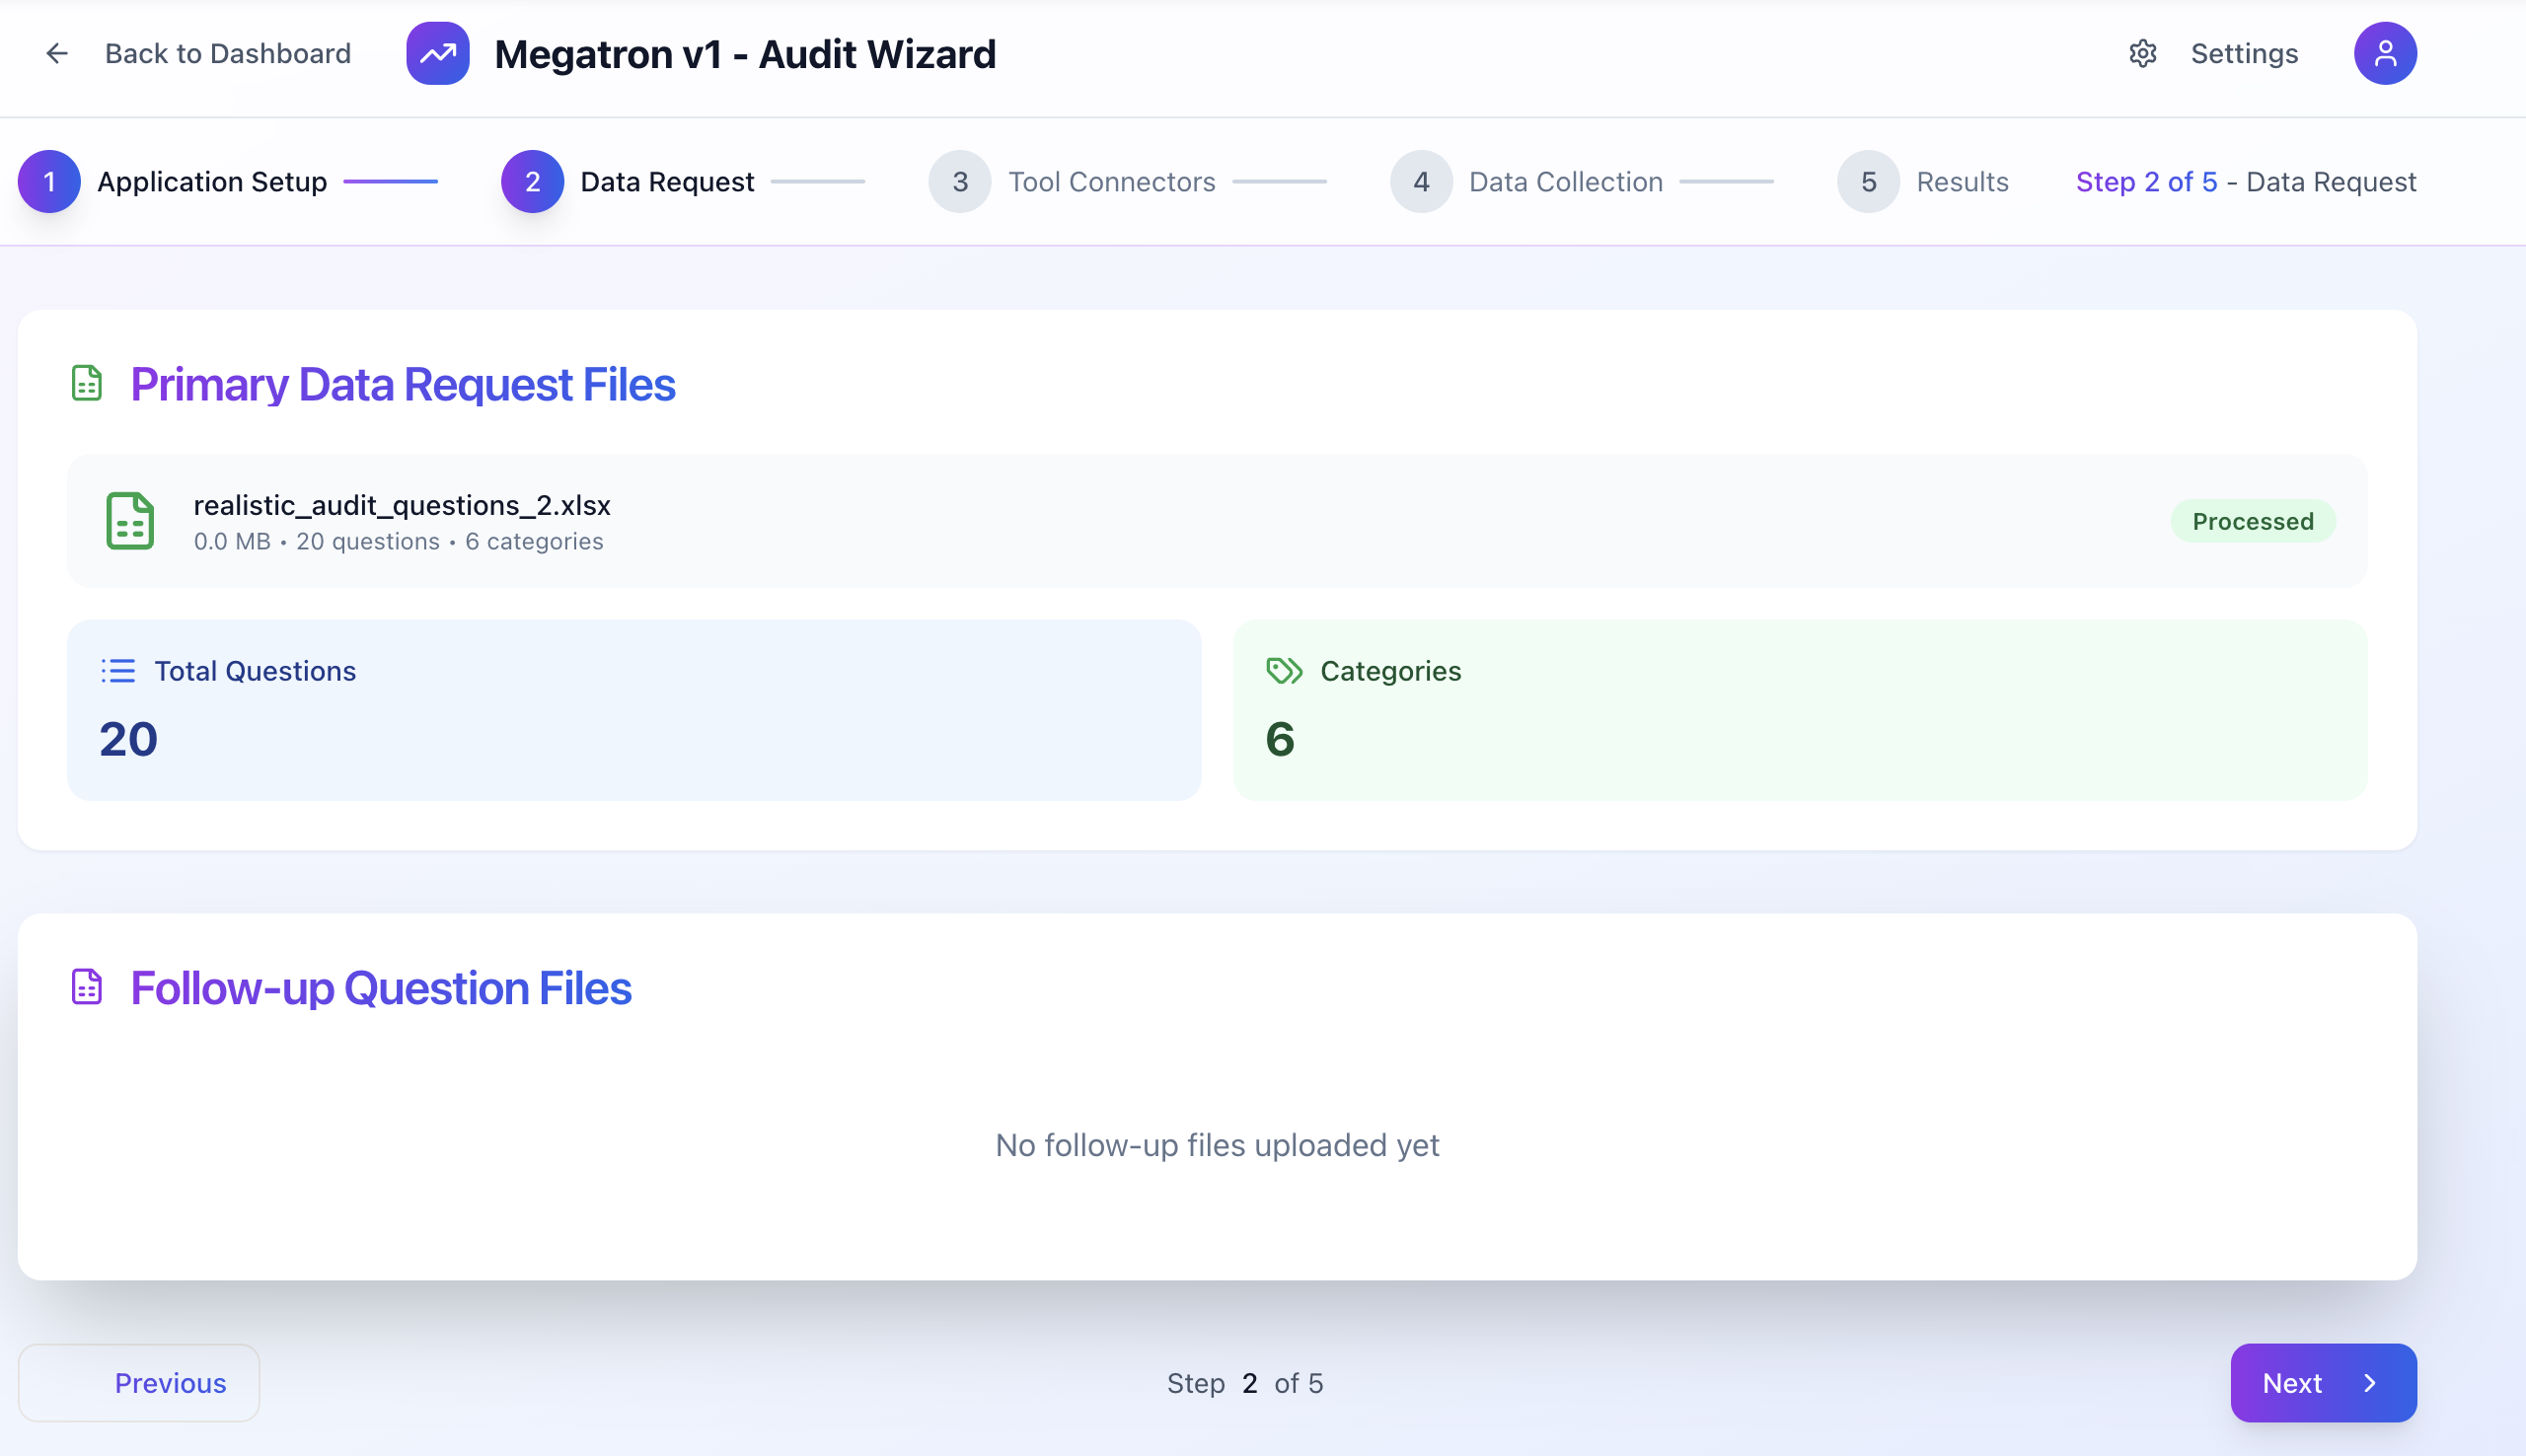 Back to Dashboard
Megatron v1 - Audit Wizard
Settings
1 Application Setup
2 Data Request
3 Tool Connectors
4 Data Collection
5 Results
Step 2 of 5 - Data Request
Primary Data Request Files
realistic_audit_questions_2.xlsx
0.0 MB • 20 questions • 6 categories
Processed
Total Questions
20
Categories
6
Follow-up Question Files
No follow-up files uploaded yet
Previous
Step 2 of 5
Next